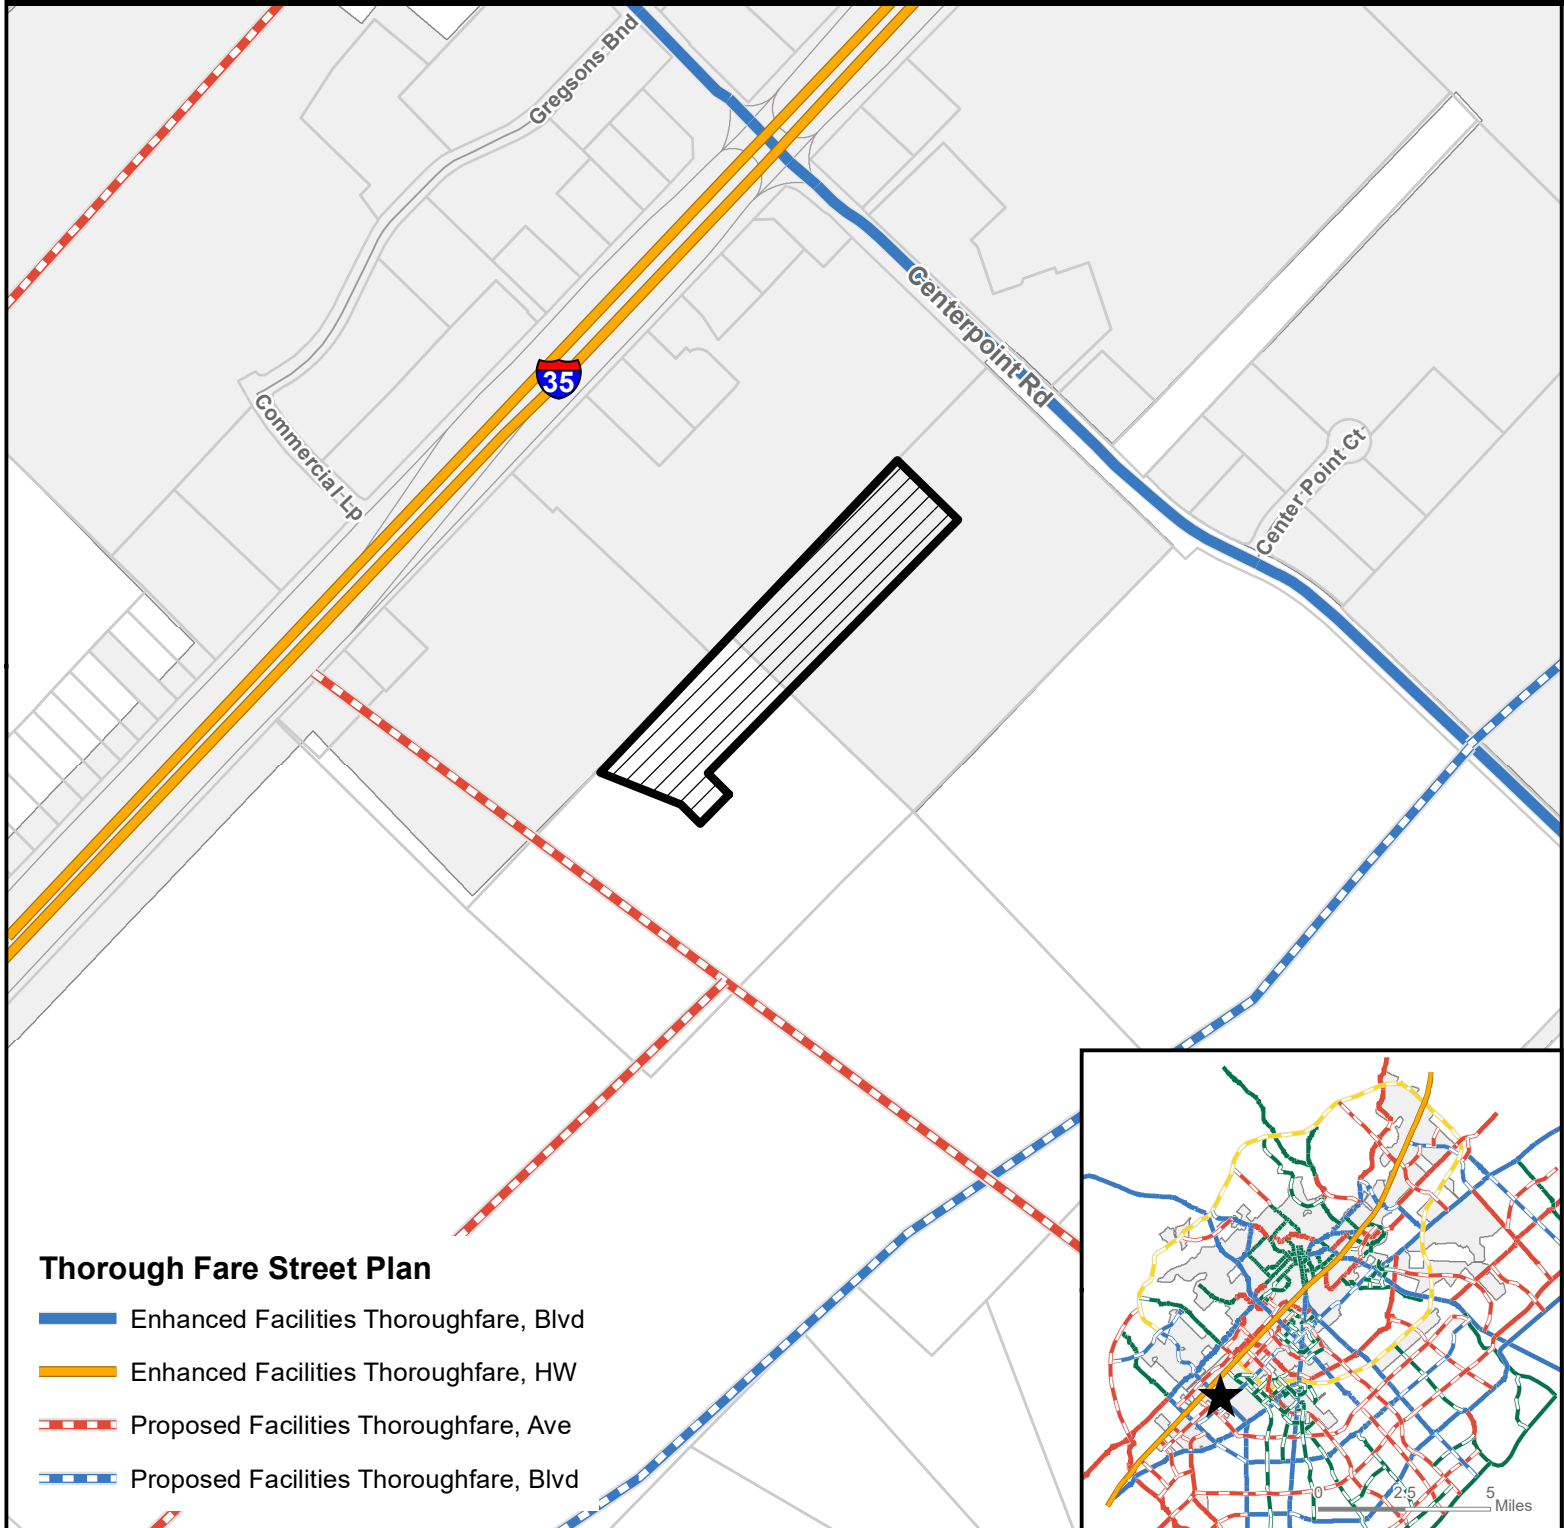 Gregsons Bnd
Centerpoint Rd
35
Commercial Lp
Center Point Ct
Thorough Fare Street Plan
Enhanced Facilities Thoroughfare, Blvd
Enhanced Facilities Thoroughfare, HW
Proposed Facilities Thoroughfare, Ave
Proposed Facilities Thoroughfare, Blvd
0 2.5 5
Miles